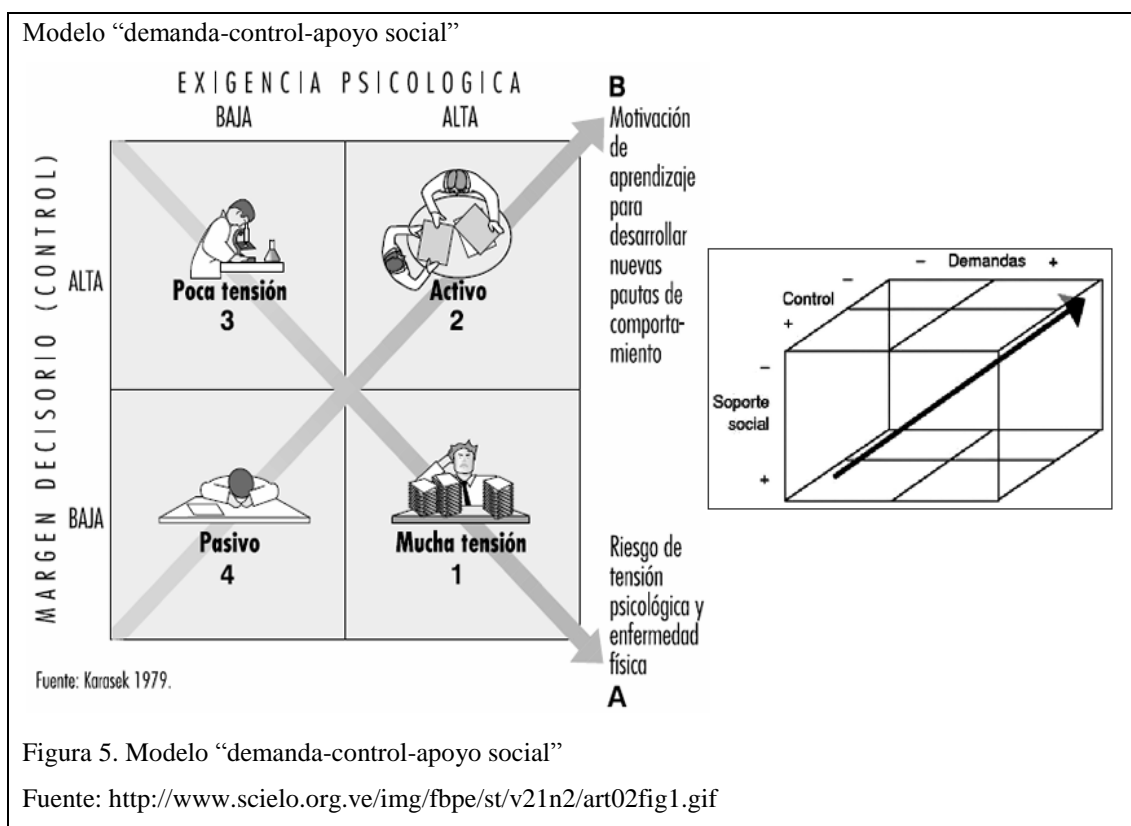 Modelo “demanda-control-apoyo social”
EXIGENCIA PSICOLOGICA
BAJA
ALTA
MARGEN DECISORIO (CONTROL)
ALTA
BAJA
Poca tensión
3
Activo
2
Pasivo
4
Mucha tensión
1
B
Motivación
de
aprendizaje
para
desarrollar
nuevas
pautas de
comporta-
miento
Riesgo de
tensión
psicológica y
enfermedad
física
A
Fuente: Karasek 1979.
− Demandas +
−
Control
+
−
Soporte
social
+
Figura 5. Modelo “demanda-control-apoyo social”
Fuente: http://www.scielo.org.ve/img/fbpe/st/v21n2/art02fig1.gif